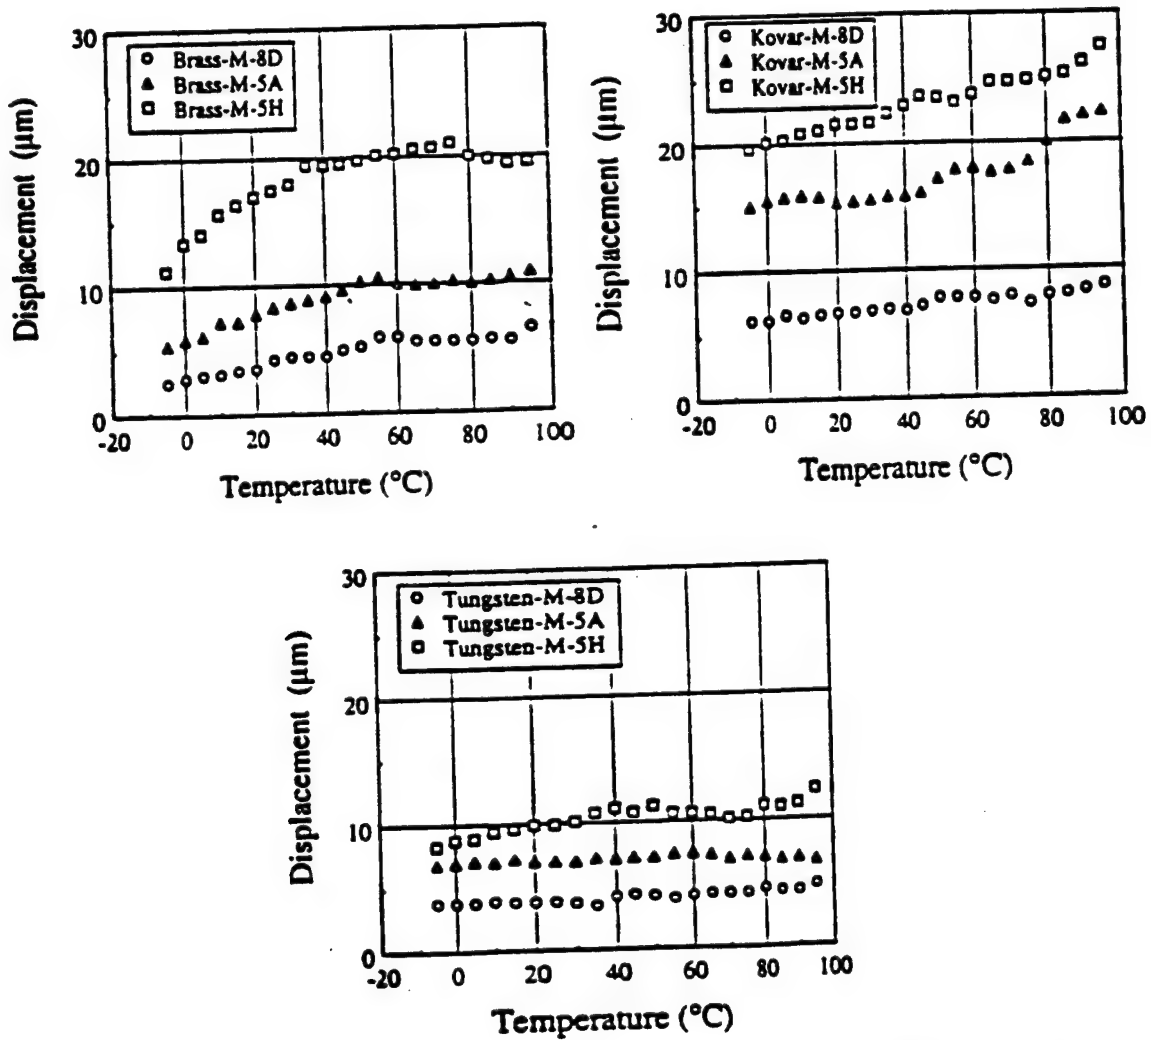 30
20
10
0
Displacement (µm)
Brass-M-8D
Brass-M-5A
Brass-M-5H
-20 0 20 40 60 80 100
Temperature (°C)
30
20
10
0
Displacement (µm)
Kovar-M-8D
Kovar-M-5A
Kovar-M-5H
-20 0 20 40 60 80 100
Temperature (°C)
30
20
10
0
Displacement (µm)
Tungsten-M-8D
Tungsten-M-5A
Tungsten-M-5H
-20 0 20 40 60 80 100
Temperature (°C)